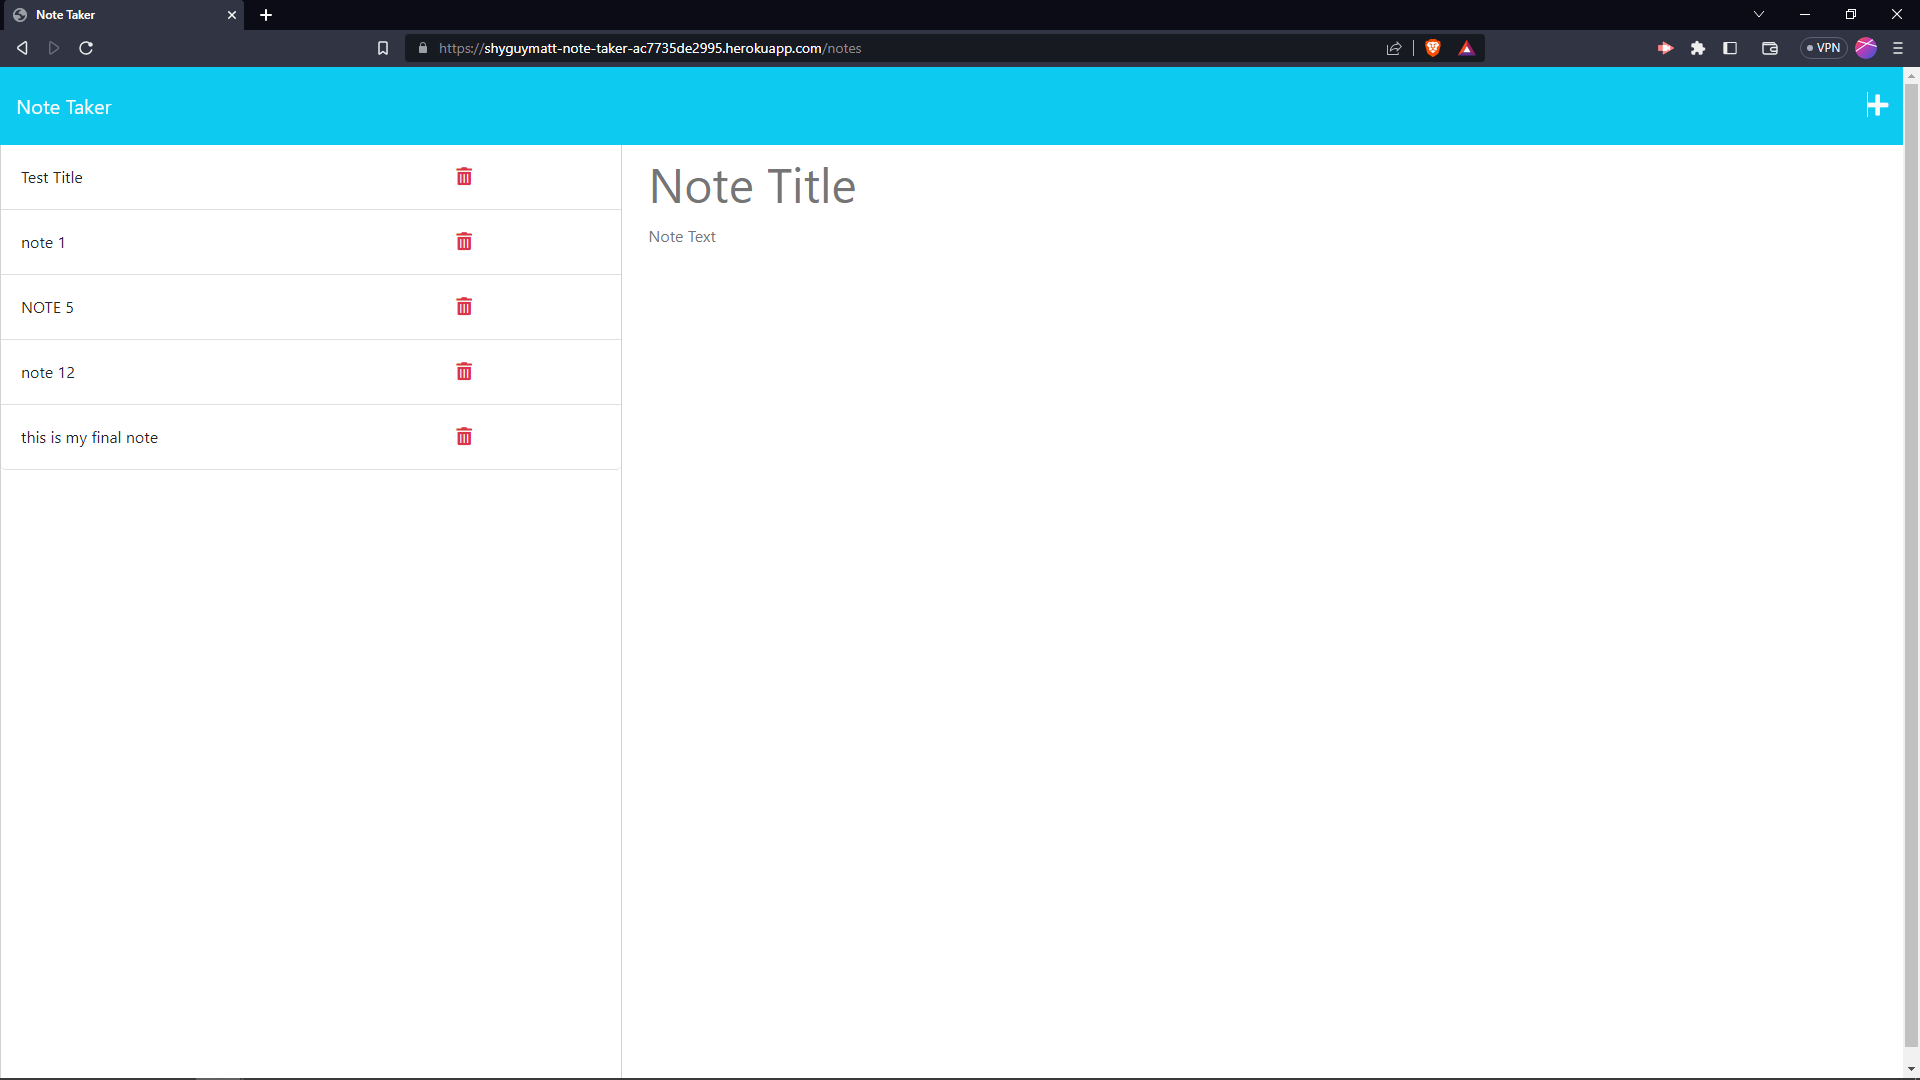 Note Taker
https://shyguymatt-note-taker-ac7735de2995.herokuapp.com/notes
VPN
Note Taker
Test Title
note 1
NOTE 5
note 12
this is my final note
Note Title
Note Text